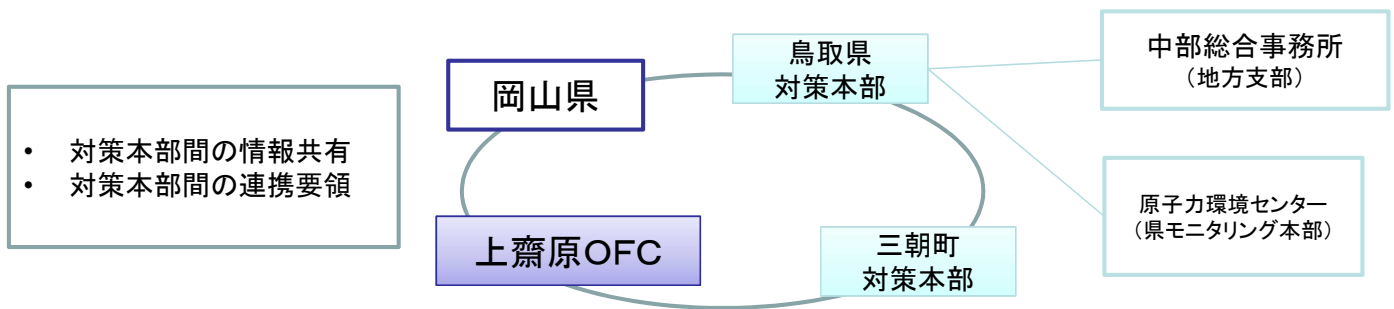 • 対策本部間の情報共有
• 対策本部間の連携要領
岡山県
鳥取県
対策本部
上齋原OFC
三朝町
対策本部
中部総合事務所
(地方支部)
原子力環境センター
(県モニタリング本部)